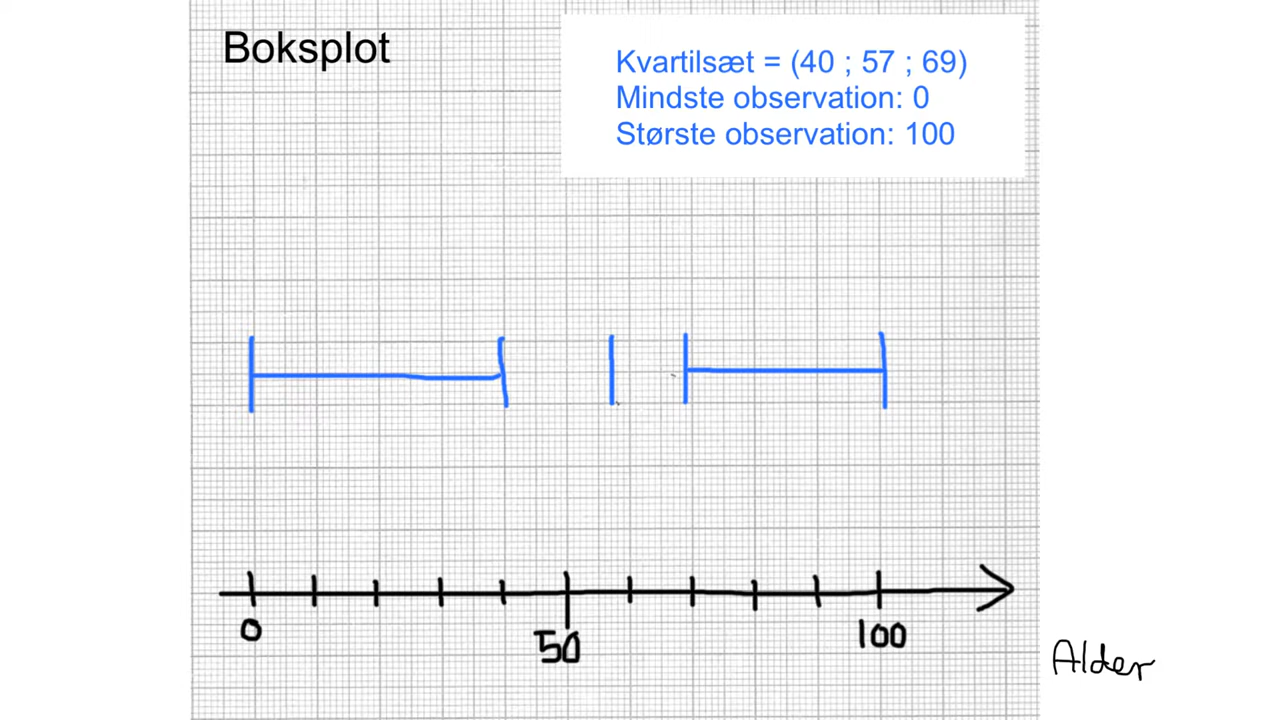 Boksplot
Kvartilsæt = (40 ; 57 ; 69)
Mindste observation: 0
Største observation: 100
0
50
100
Alder